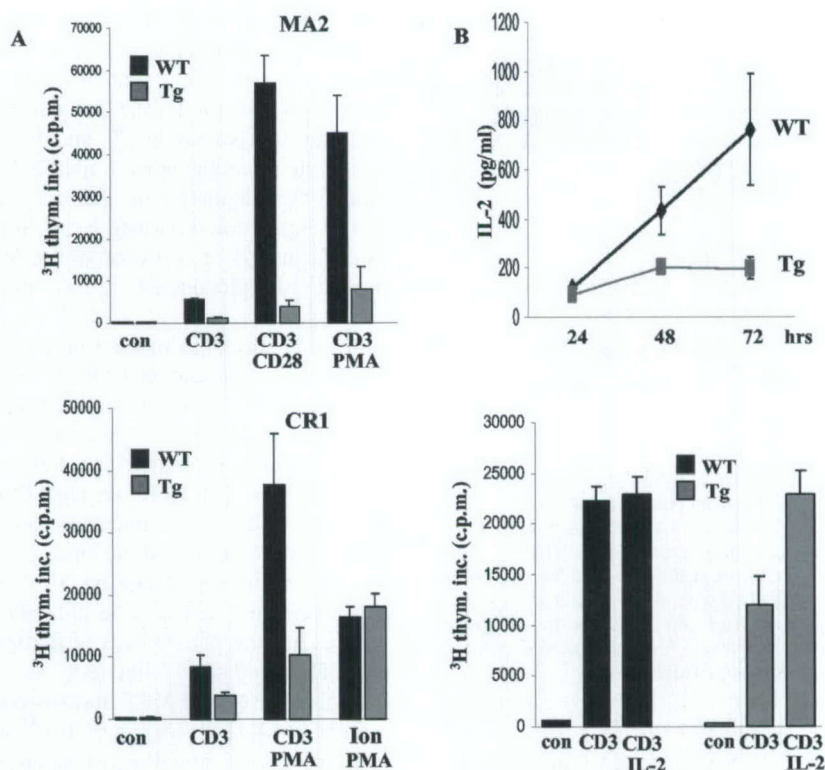 A
MA2
WT
Tg
³H thym. inc. (c.p.m.)
70000
60000
50000
40000
30000
20000
10000
0
con
CD3
CD3
CD28
CD3
PMA
B
IL-2 (pg/ml)
1200
1000
800
600
400
200
0
WT
Tg
24 48 72 hrs
CR1
WT
Tg
³H thym. inc. (c.p.m.)
50000
40000
30000
20000
10000
0
con
CD3
CD3
PMA
Ion
PMA
WT
Tg
³H thym. inc. (c.p.m.)
30000
25000
20000
15000
10000
5000
0
con
CD3
CD3
IL-2
con
CD3
CD3
IL-2